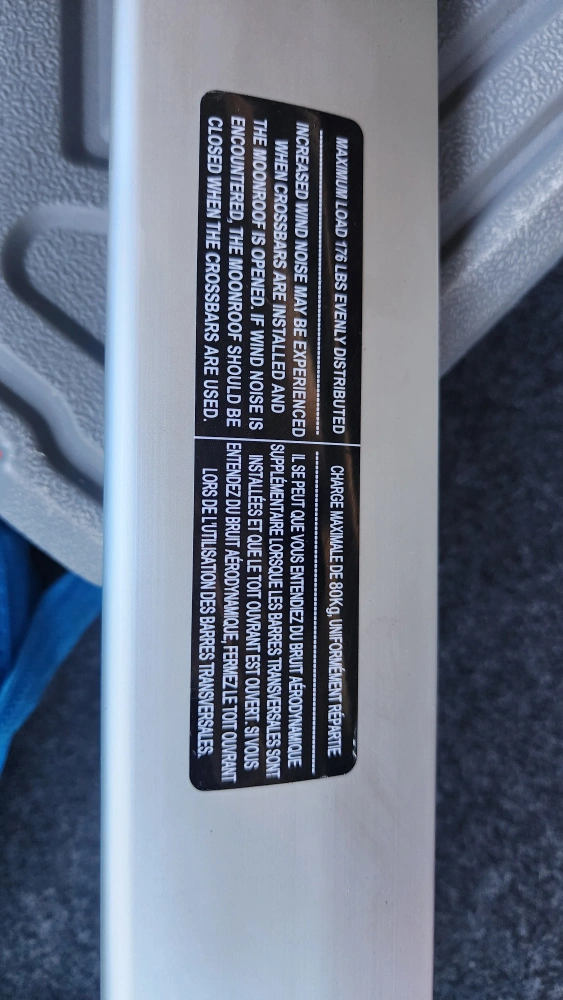 MAXIMUM LOAD 176 LBS EVENLY DISTRIBUTED
INCREASED WIND NOISE MAY BE EXPERIENCED
WHEN CROSSBARS ARE INSTALLED AND
THE MOONROOF IS OPENED. IF WIND NOISE IS
ENCOUNTERED, THE MOONROOF SHOULD BE
CLOSED WHEN THE CROSSBARS ARE USED.
CHARGE MAXIMALE DE 80Kg, UNIFORMÉMENT RÉPARTIE
IL SE PEUT QUE VOUS ENTENDIEZ DU BRUIT AÉRODYNAMIQUE
SUPPLÉMENTAIRE LORSQUE LES BARRES TRANSVERSALES SONT
INSTALLÉES ET QUE LE TOIT OUVRANT EST OUVERT. SI VOUS
ENTENDEZ DU BRUIT AÉRODYNAMIQUE, FERMEZ LE TOIT OUVRANT
LORS DE L'UTILISATION DES BARRES TRANSVERSALES.